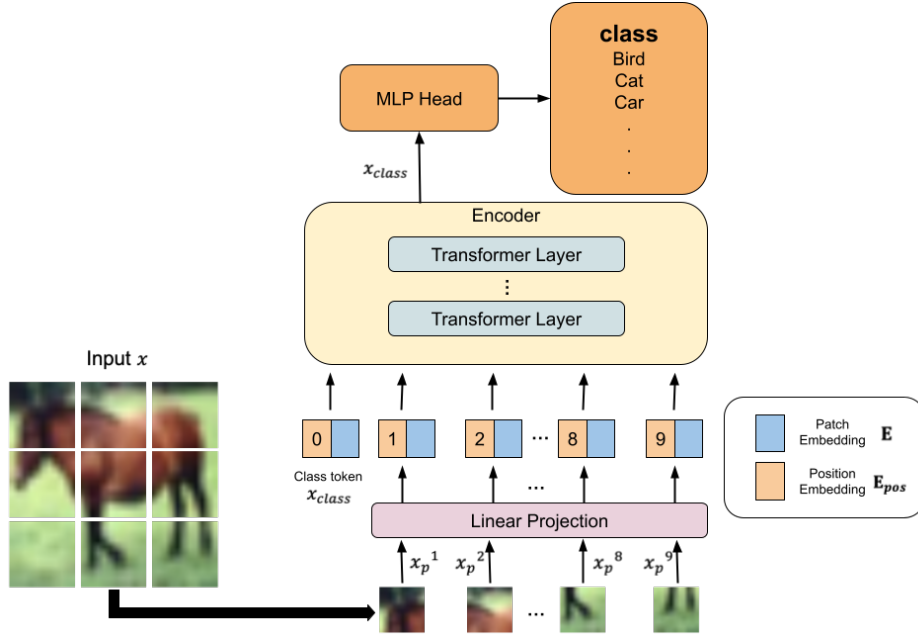 class
Bird
Cat
Car
.
.
.
MLP Head
x_class
Encoder
Transformer Layer
...
Transformer Layer
Input x
0
1
2
...
8
9
Class token
x_class
...
Patch
Embedding E
Position
Embedding E_pos
Linear Projection
x_p^1
x_p^2
x_p^8
x_p^9
...